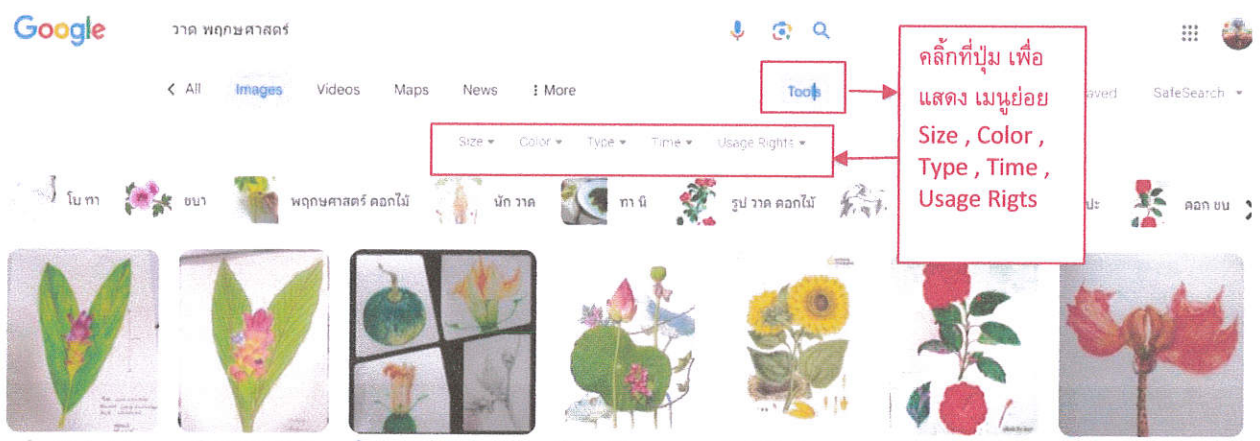 Google
วาด พฤกษศาสตร์
All Images Videos Maps News More Tools
aved SafeSearch
Size Color Type Time Usage Rights
คลิ้กที่ปุ่ม เพื่อ
แสดง เมนูย่อย
Size , Color ,
Type , Time ,
Usage Rigts
โบ ทา ชบา พฤกษศาสตร์ ดอกไม้ นัก วาด ทา นิ รูป วาด ดอกไม้ ปะ ดอก ชน